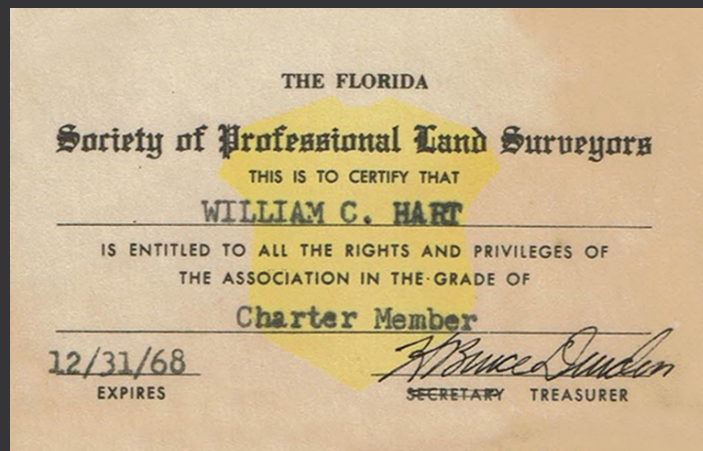 THE FLORIDA
Society of Professional Land Surveyors
THIS IS TO CERTIFY THAT
WILLIAM C. HART
IS ENTITLED TO ALL THE RIGHTS AND PRIVILEGES OF
THE ASSOCIATION IN THE GRADE OF
Charter Member
12/31/68
Bruce
EXPIRES SECRETARY TREASURER